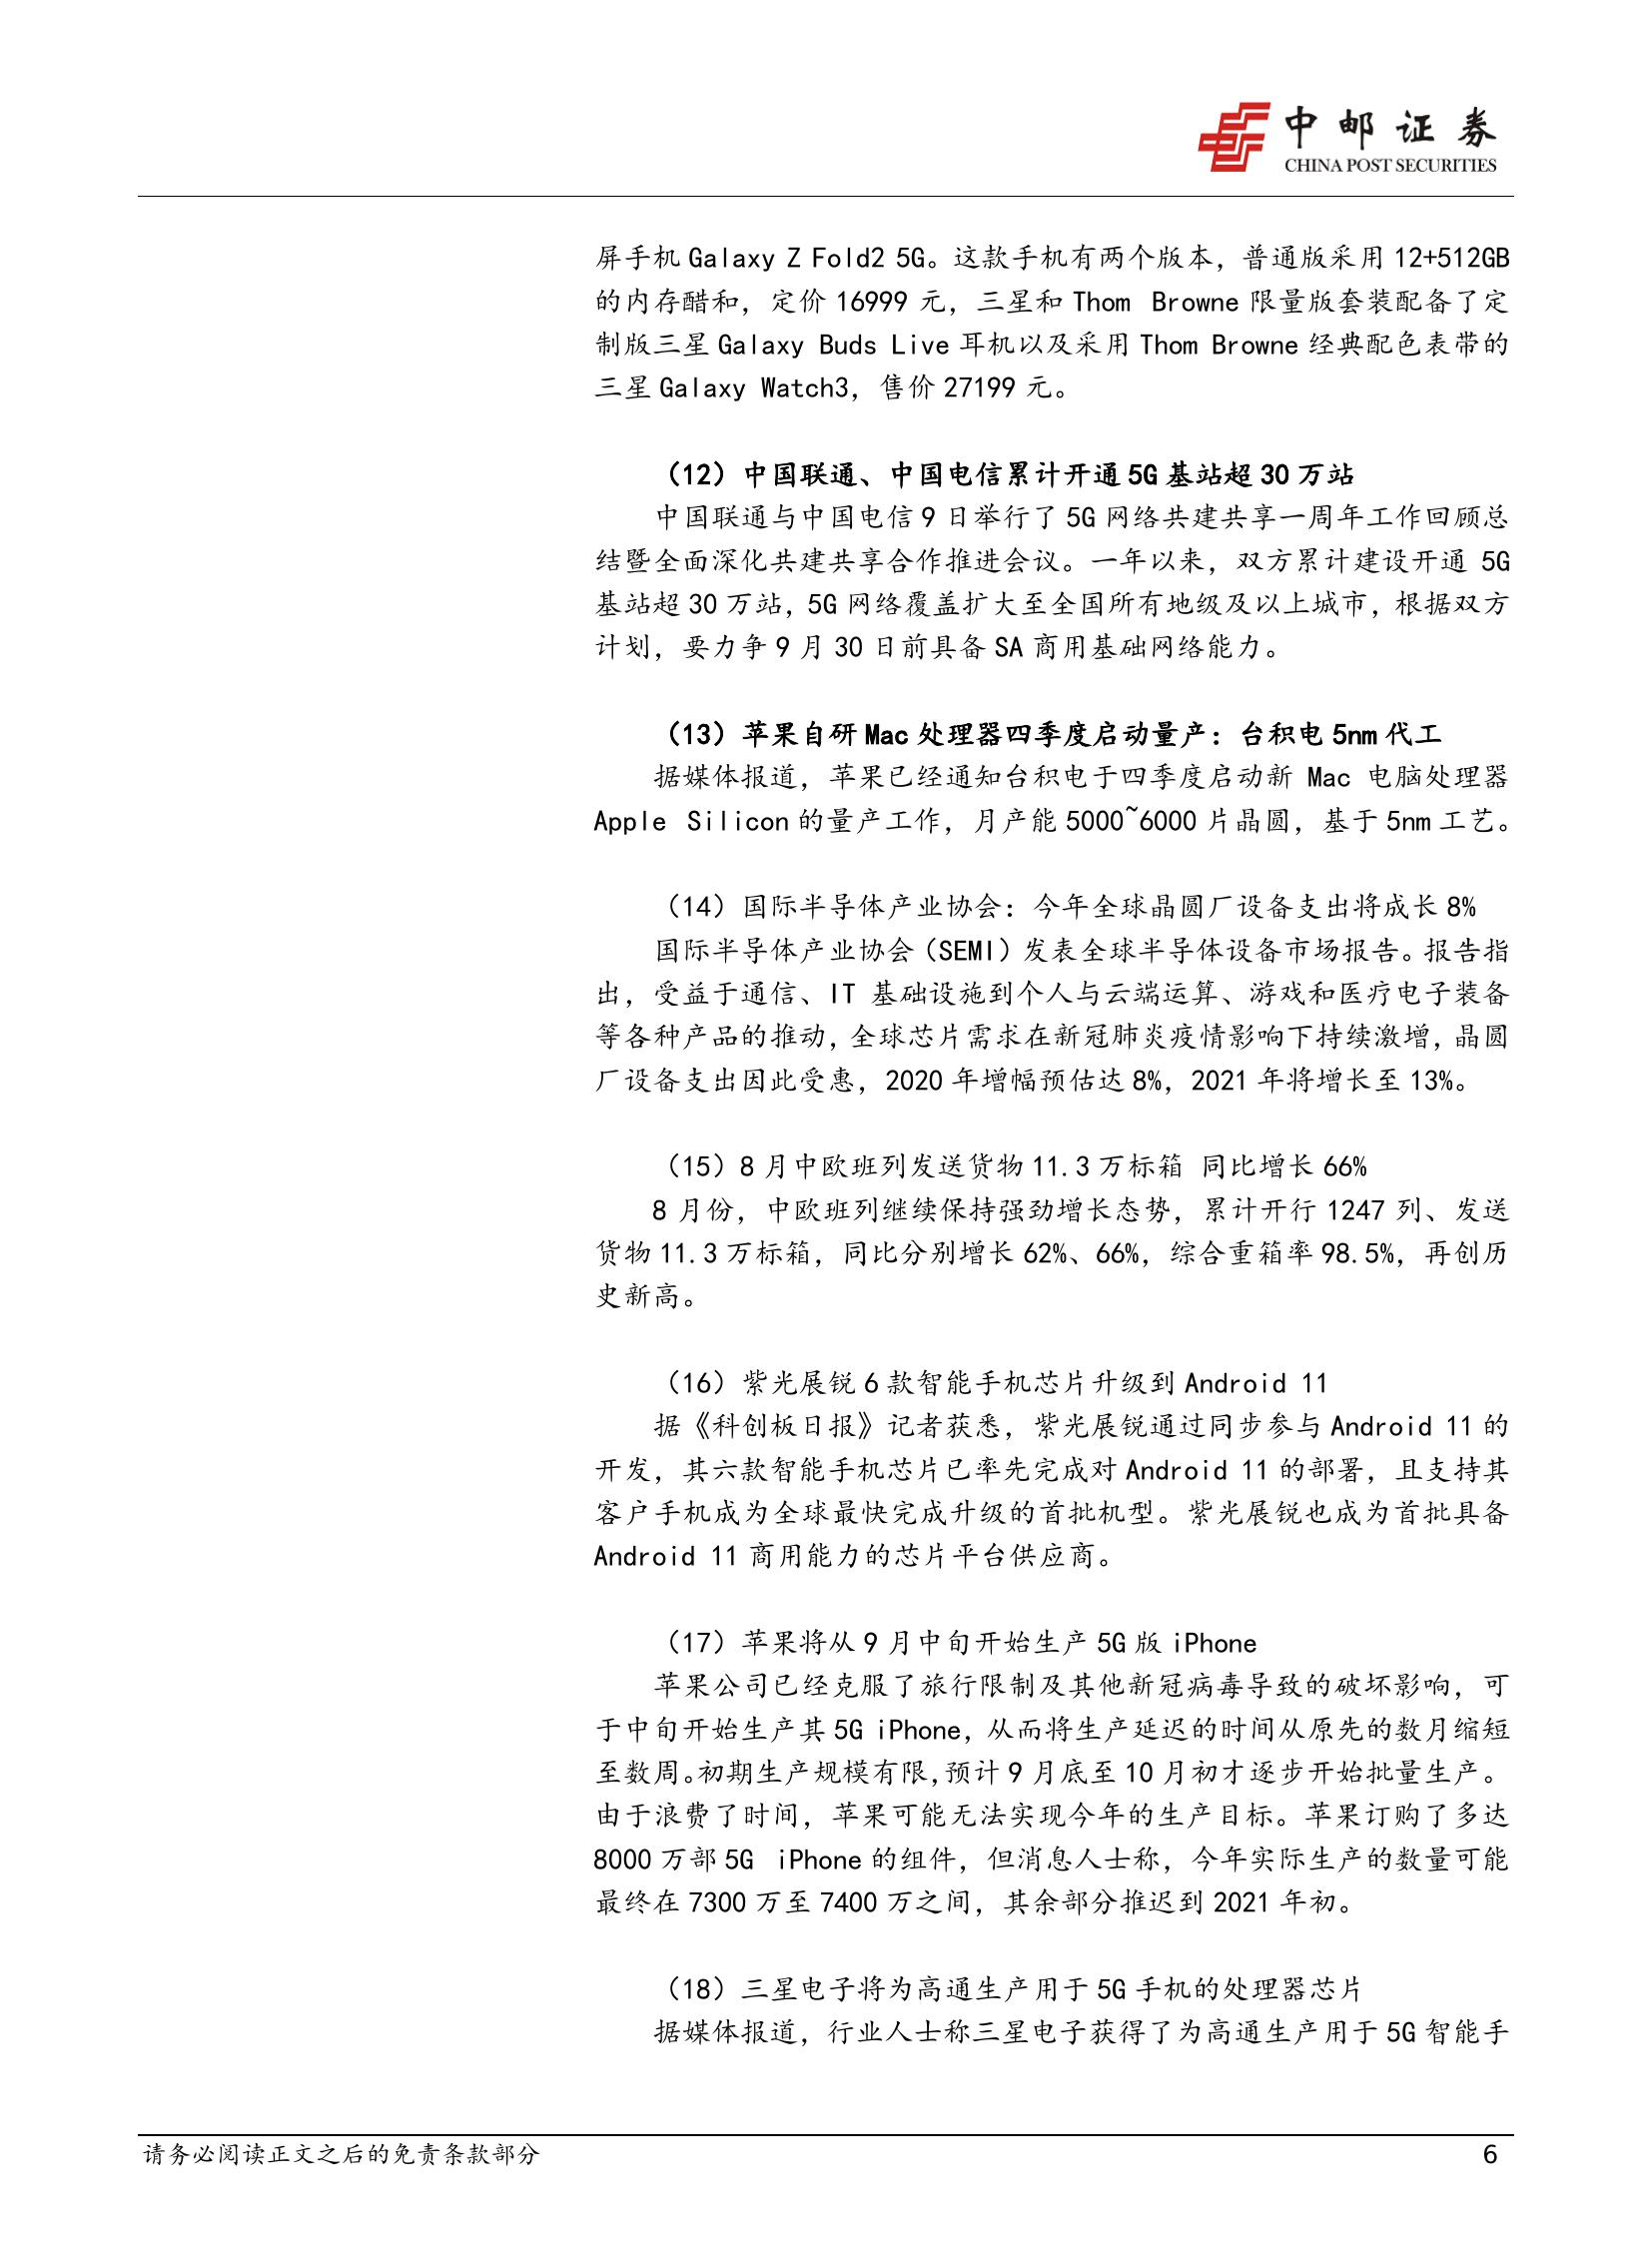 中邮证券
CHINA POST SECURITIES
屏手机 Galaxy Z Fold2 5G。这款手机有两个版本，普通版采用 12+512GB
的内存醋和，定价 16999 元，三星和 Thom Browne 限量版套装配备了定
制版三星 Galaxy Buds Live 耳机以及采用 Thom Browne 经典配色表带的
三星 Galaxy Watch3，售价 27199 元。
（12）中国联通、中国电信累计开通 5G 基站超 30 万站
中国联通与中国电信 9 日举行了 5G 网络共建共享一周年工作回顾总
结暨全面深化共建共享合作推进会议。一年以来，双方累计建设开通 5G
基站超 30 万站，5G 网络覆盖扩大至全国所有地级及以上城市，根据双方
计划，要力争 9 月 30 日前具备 SA 商用基础网络能力。
（13）苹果自研 Mac 处理器四季度启动量产：台积电 5nm 代工
据媒体报道，苹果已经通知台积电于四季度启动新 Mac 电脑处理器
Apple Silicon 的量产工作，月产能 5000~6000 片晶圆，基于 5nm 工艺。
（14）国际半导体产业协会：今年全球晶圆厂设备支出将成长 8%
国际半导体产业协会（SEMI）发表全球半导体设备市场报告。报告指
出，受益于通信、IT 基础设施到个人与云端运算、游戏和医疗电子装备
等各种产品的推动，全球芯片需求在新冠肺炎疫情影响下持续激增，晶圆
厂设备支出因此受惠，2020 年增幅预估达 8%，2021 年将增长至 13%。
（15）8 月中欧班列发送货物 11.3 万标箱 同比增长 66%
8 月份，中欧班列继续保持强劲增长态势，累计开行 1247 列、发送
货物 11.3 万标箱，同比分别增长 62%、66%，综合重箱率 98.5%，再创历
史新高。
（16）紫光展锐 6 款智能手机芯片升级到 Android 11
据《科创板日报》记者获悉，紫光展锐通过同步参与 Android 11 的
开发，其六款智能手机芯片已率先完成对 Android 11 的部署，且支持其
客户手机成为全球最快完成升级的首批机型。紫光展锐也成为首批具备
Android 11 商用能力的芯片平台供应商。
（17）苹果将从 9 月中旬开始生产 5G 版 iPhone
苹果公司已经克服了旅行限制及其他新冠病毒导致的破坏影响，可
于中旬开始生产其 5G iPhone，从而将生产延迟的时间从原先的数月缩短
至数周。初期生产规模有限，预计 9 月底至 10 月初才逐步开始批量生产。
由于浪费了时间，苹果可能无法实现今年的生产目标。苹果订购了多达
8000 万部 5G iPhone 的组件，但消息人士称，今年实际生产的数量可能
最终在 7300 万至 7400 万之间，其余部分推迟到 2021 年初。
（18）三星电子将为高通生产用于 5G 手机的处理器芯片
据媒体报道，行业人士称三星电子获得了为高通生产用于 5G 智能手
请务必阅读正文之后的免责条款部分 6